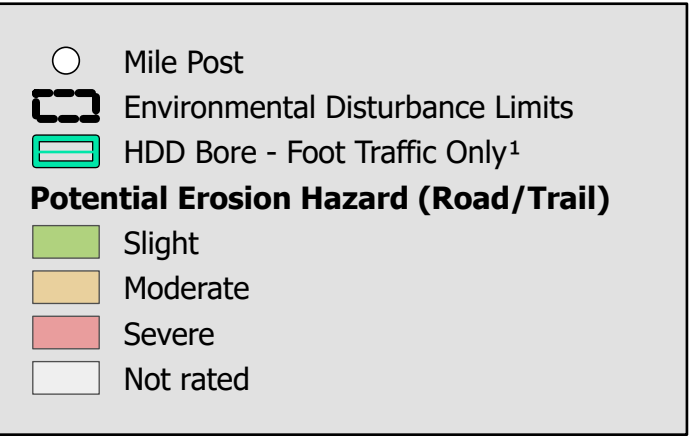 Mile Post
Environmental Disturbance Limits
HDD Bore - Foot Traffic Only¹
Potential Erosion Hazard (Road/Trail)
Slight
Moderate
Severe
Not rated